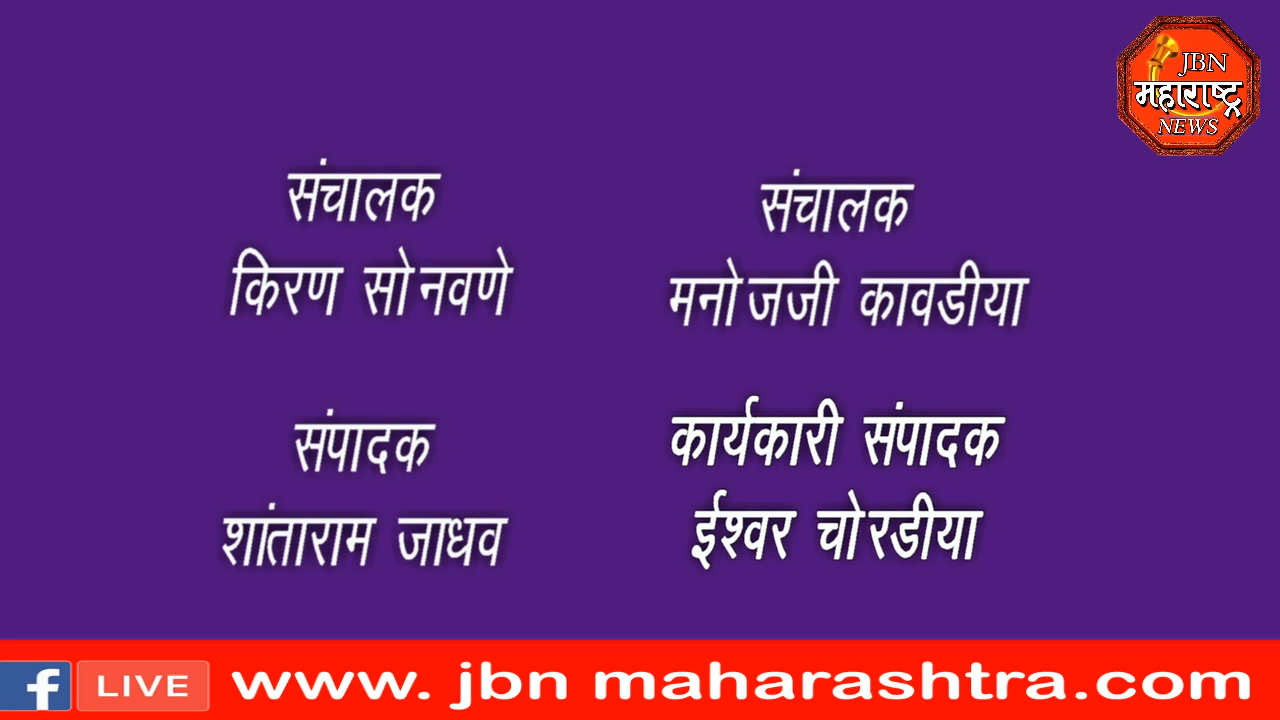 JBN
महाराष्ट्र
NEWS
संचालक
किरण सोनवणे
संचालक
मनोजजी कावडीया
संपादक
शांताराम जाधव
कार्यकारी संपादक
ईश्वर चोरडीया
f LIVE www. jbn maharashtra.com